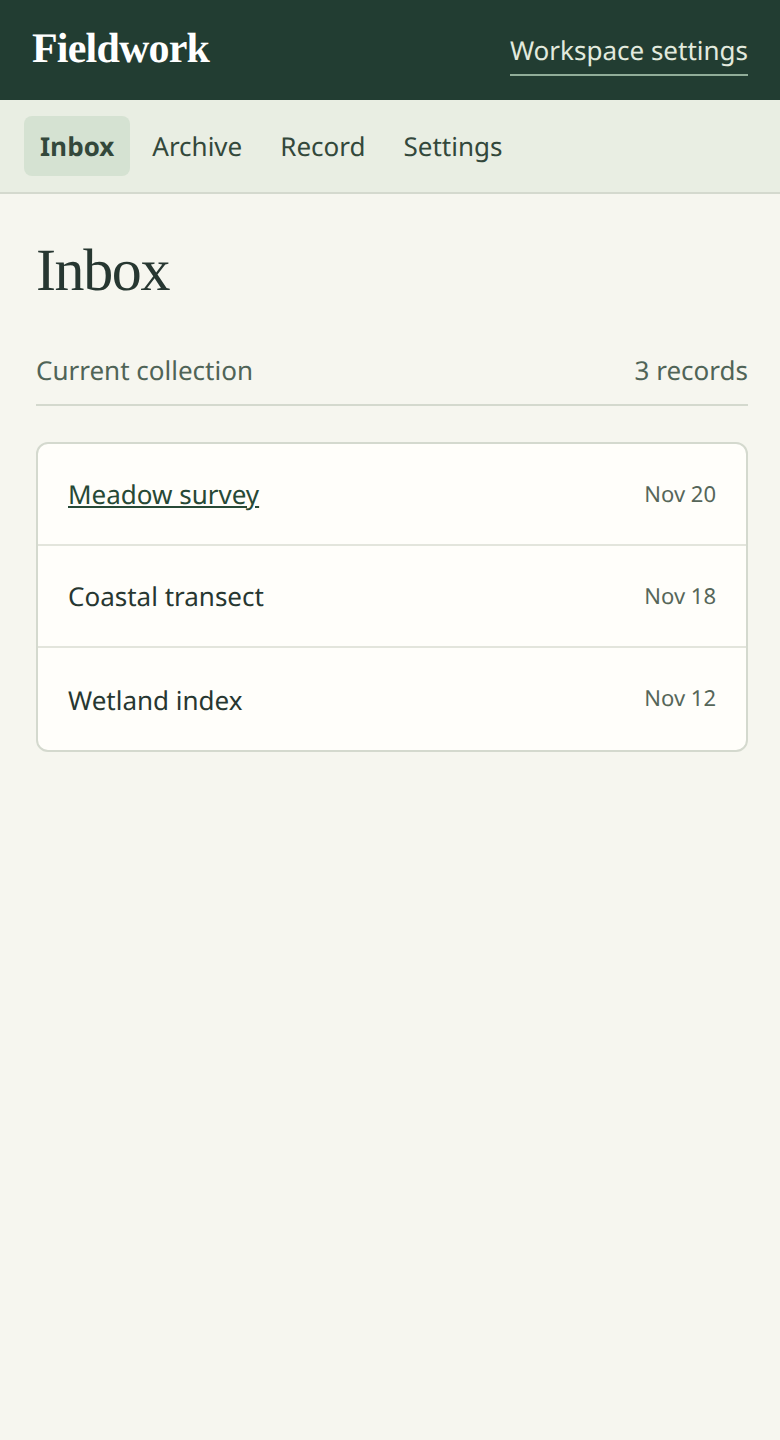 Fieldwork
Workspace settings
Inbox Archive Record Settings
Inbox
Current collection 3 records
Meadow survey Nov 20
Coastal transect Nov 18
Wetland index Nov 12